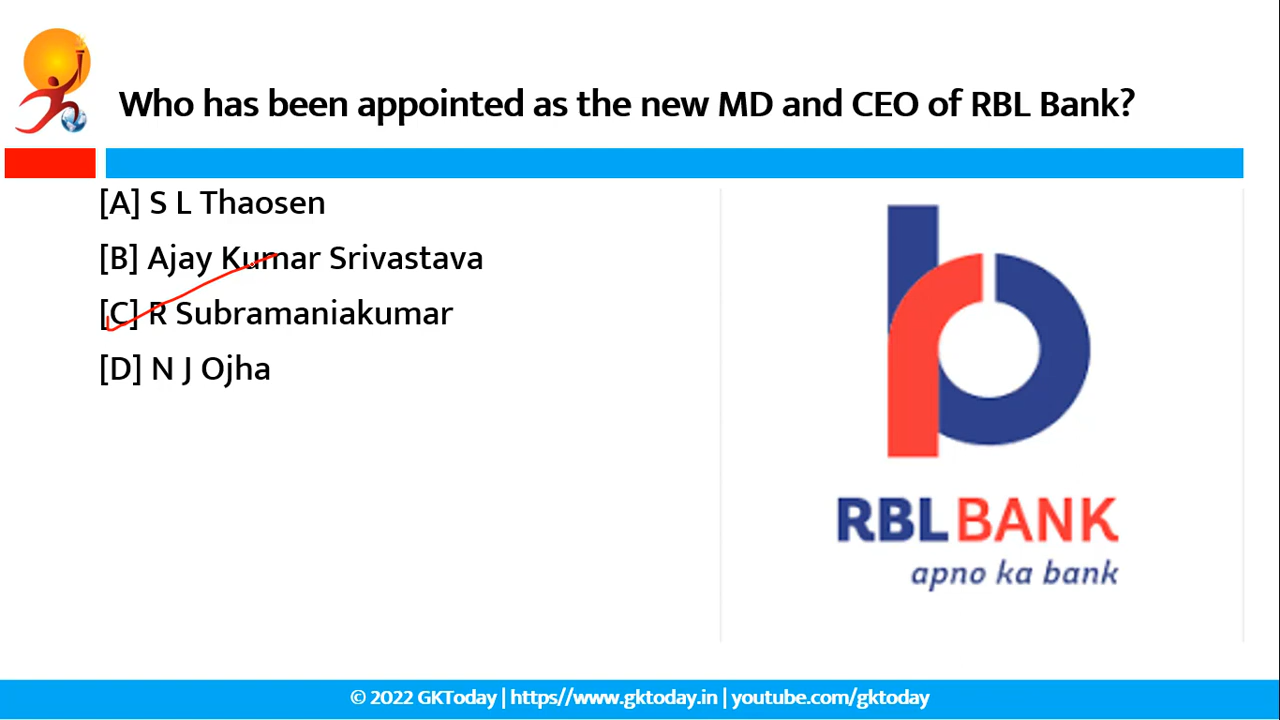 Who has been appointed as the new MD and CEO of RBL Bank?
[A] S L Thaosen
[B] Ajay Kumar Srivastava
[C] R Subramaniakumar
[D] N J Ojha
RBL BANK
apno ka bank
© 2022 GKToday | https//www.gktoday.in | youtube.com/gktoday